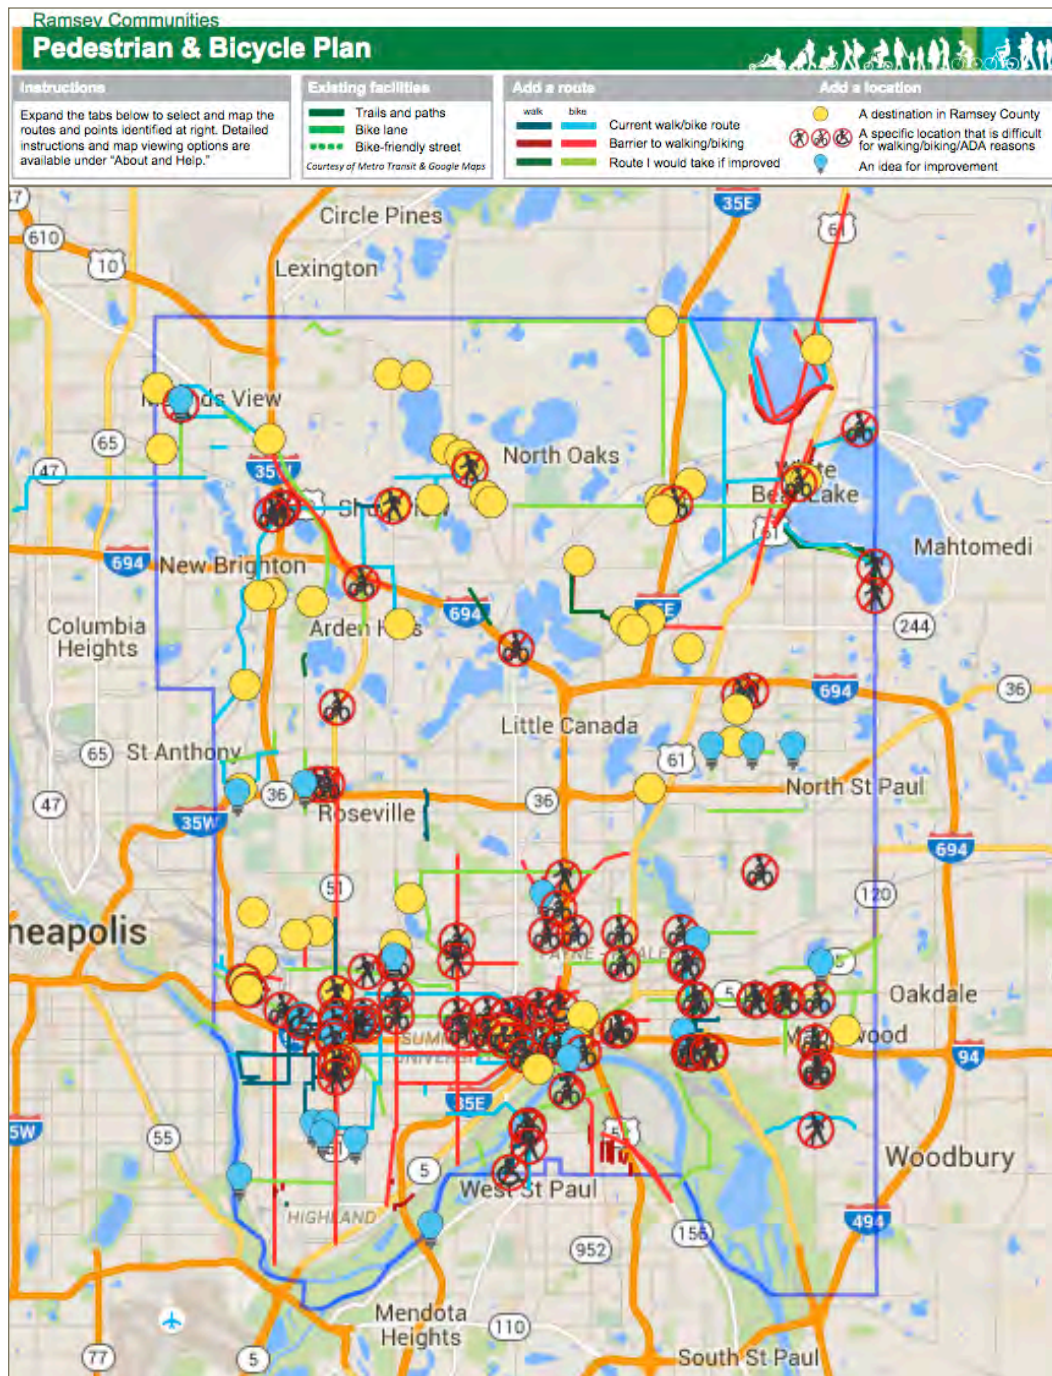 Ramsey Communities
Pedestrian & Bicycle Plan
Instructions
Expand the tabs below to select and map the
routes and points identified at right. Detailed
instructions and map viewing options are
available under "About and Help."
Existing facilities
Trails and paths
Bike lane
Bike-friendly street
Courtesy of Metro Transit & Google Maps
Add a route
walk bike
Current walk/bike route
Barrier to walking/biking
Route I would take if improved
Add a location
A destination in Ramsey County
A specific location that is difficult
for walking/biking/ADA reasons
An idea for improvement
47
Circle Pines
35E
61
610
10
Lexington
65
47
35W
North Oaks
61
694
New Brighton
Mahtomedi
Columbia
Heights
Arden
694
244
694
36
65
St Anthony
Little Canada
61
47
36
36
North St Paul
35W
Roseville
694
51
120
neapolis
5
Oakdale
94
35E
55
5
Woodbury
West St Paul
HIGHLAND
494
952
156
Mendota
Heights
110
77
5
South St Paul